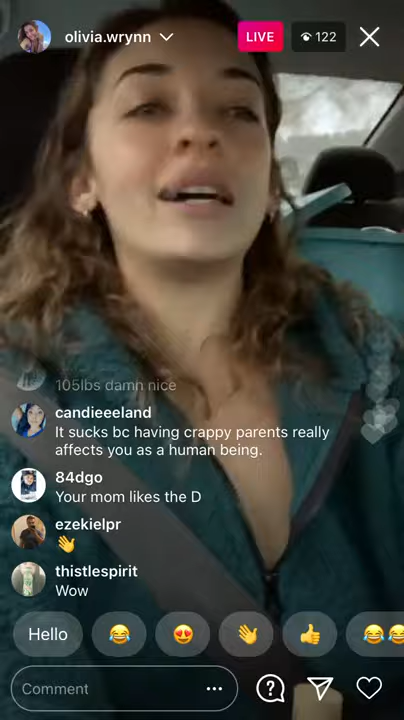 olivia.wrynn
LIVE
122
105lbs damn nice
candieeeland
It sucks bc having crappy parents really
affects you as a human being.
84dgo
Your mom likes the D
ezekielpr
👋
thistlespirit
Wow
Hello 😂 😍 👋 👍 😂😂
Comment